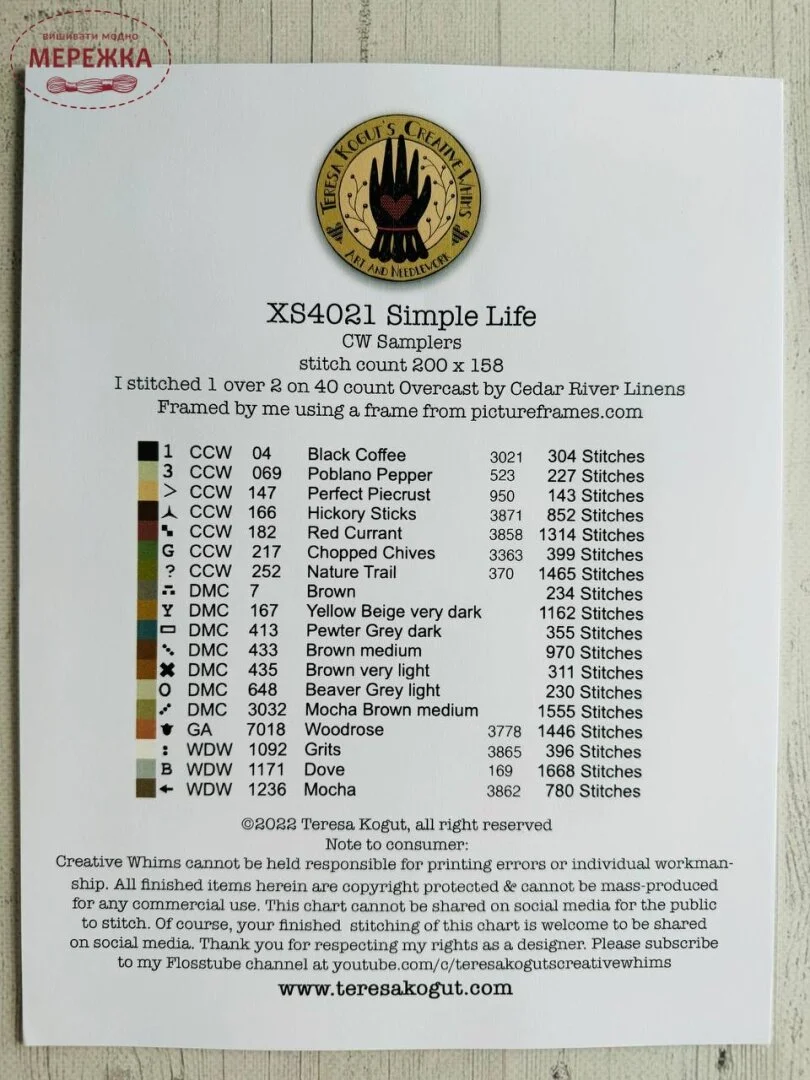 вишивати модно
МЕРЕЖКА
TERESA KOGUT'S CREATIVE WHIMS
ART AND NEEDLEWORK
XS4021 Simple Life
CW Samplers
stitch count 200 x 158
I stitched 1 over 2 on 40 count Overcast by Cedar River Linens
Framed by me using a frame from pictureframes.com
1 CCW 04 Black Coffee 3021 304 Stitches
3 CCW 069 Poblano Pepper 523 227 Stitches
> CCW 147 Perfect Piecrust 950 143 Stitches
CCW 166 Hickory Sticks 3871 852 Stitches
CCW 182 Red Currant 3858 1314 Stitches
G CCW 217 Chopped Chives 3363 399 Stitches
? CCW 252 Nature Trail 370 1465 Stitches
DMC 7 Brown 234 Stitches
Y DMC 167 Yellow Beige very dark 1162 Stitches
DMC 413 Pewter Grey dark 355 Stitches
DMC 433 Brown medium 970 Stitches
✖ DMC 435 Brown very light 311 Stitches
O DMC 648 Beaver Grey light 230 Stitches
DMC 3032 Mocha Brown medium 1555 Stitches
GA 7018 Woodrose 3778 1446 Stitches
: WDW 1092 Grits 3865 396 Stitches
B WDW 1171 Dove 169 1668 Stitches
← WDW 1236 Mocha 3862 780 Stitches
©2022 Teresa Kogut, all right reserved
Note to consumer:
Creative Whims cannot be held responsible for printing errors or individual workman-
ship. All finished items herein are copyright protected & cannot be mass-produced
for any commercial use. This chart cannot be shared on social media for the public
to stitch. Of course, your finished stitching of this chart is welcome to be shared
on social media. Thank you for respecting my rights as a designer. Please subscribe
to my Flosstube channel at youtube.com/c/teresakogutscreativewhims
www.teresakogut.com